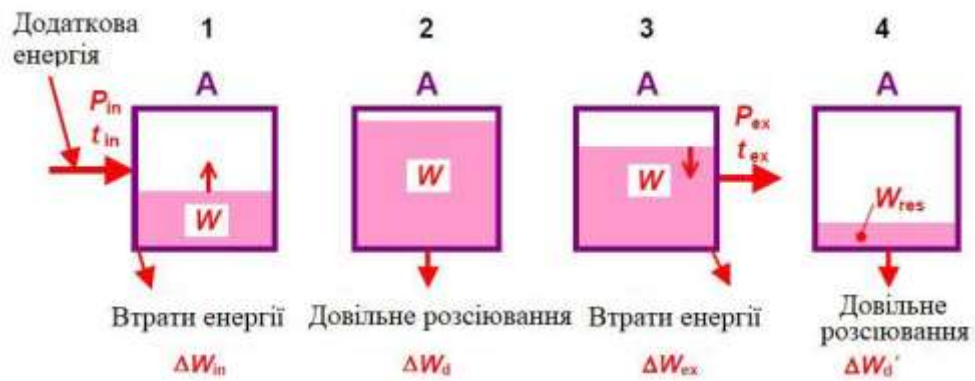 Додаткова
енергія
1
2
3
4
A
A
A
A
Pin
tin
Pex
tex
W
W
W
Wres
Втрати енергії
Довільне розсіювання
Втрати енергії
Довільне
розсіювання
ΔWin
ΔWd
ΔWex
ΔWd′